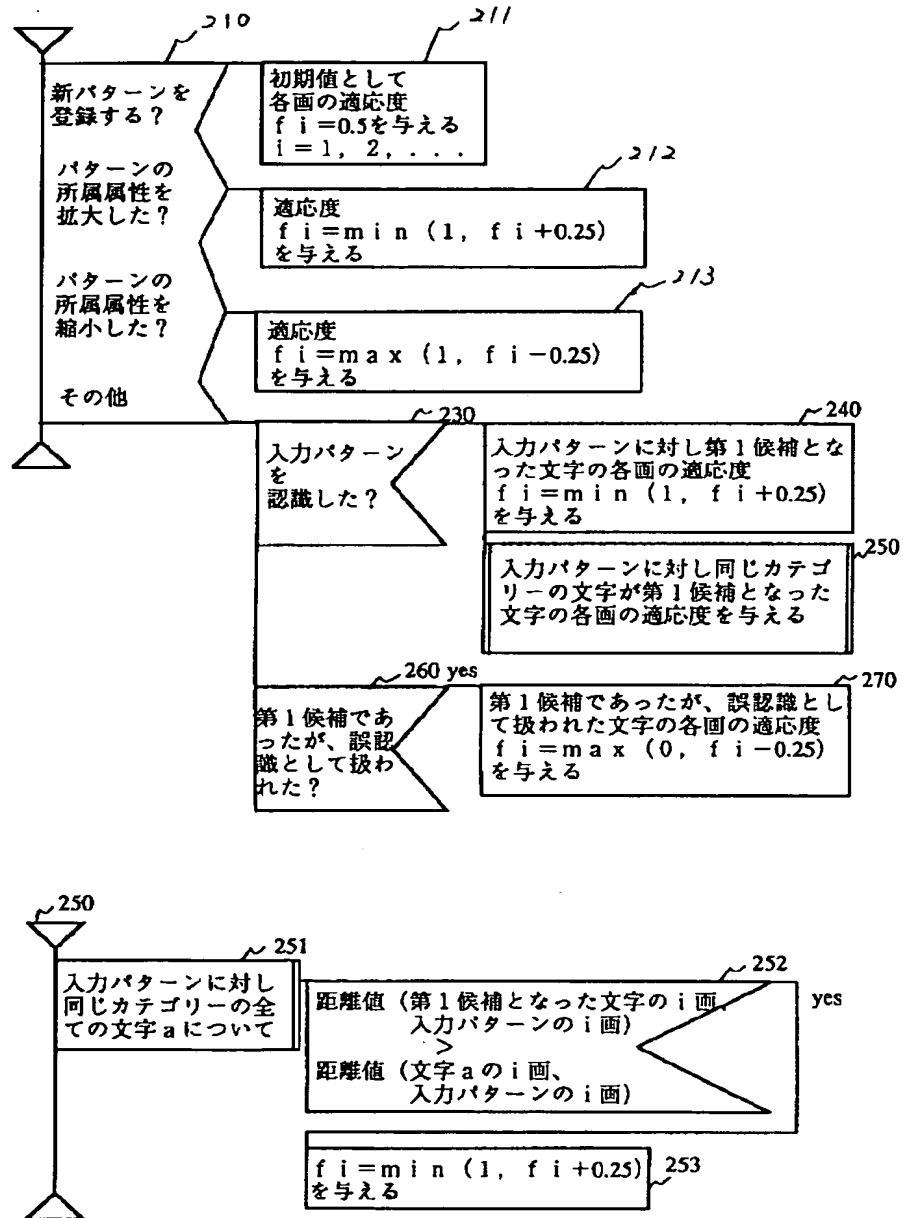 210
211
新パターンを
登録する?
初期値として
各画の適応度
f i=0.5を与える
i=1, 2, . . .
212
パターンの
所属属性を
拡大した?
適応度
f i=min (1, f i+0.25)
を与える
213
パターンの
所属属性を
縮小した?
適応度
f i=max (1, f i-0.25)
を与える
その他
230
入力パターン
を
認識した?
240
入力パターンに対し第1候補とな
った文字の各画の適応度
f i=min (1, f i+0.25)
を与える
250
入力パターンに対し同じカテゴ
リーの文字が第1候補となった
文字の各画の適応度を与える
260 yes
第1候補であ
ったが、誤認
識として扱わ
れた?
270
第1候補であったが、誤認識とし
て扱われた文字の各画の適応度
f i=max (0, f i-0.25)
を与える
250
251
入力パターンに対し
同じカテゴリーの全
ての文字aについて
252
距離値 (第1候補となった文字のi画、
入力パターンのi画)
>
距離値 (文字aのi画、
入力パターンのi画)
yes
f i=min (1, f i+0.25)
を与える
253